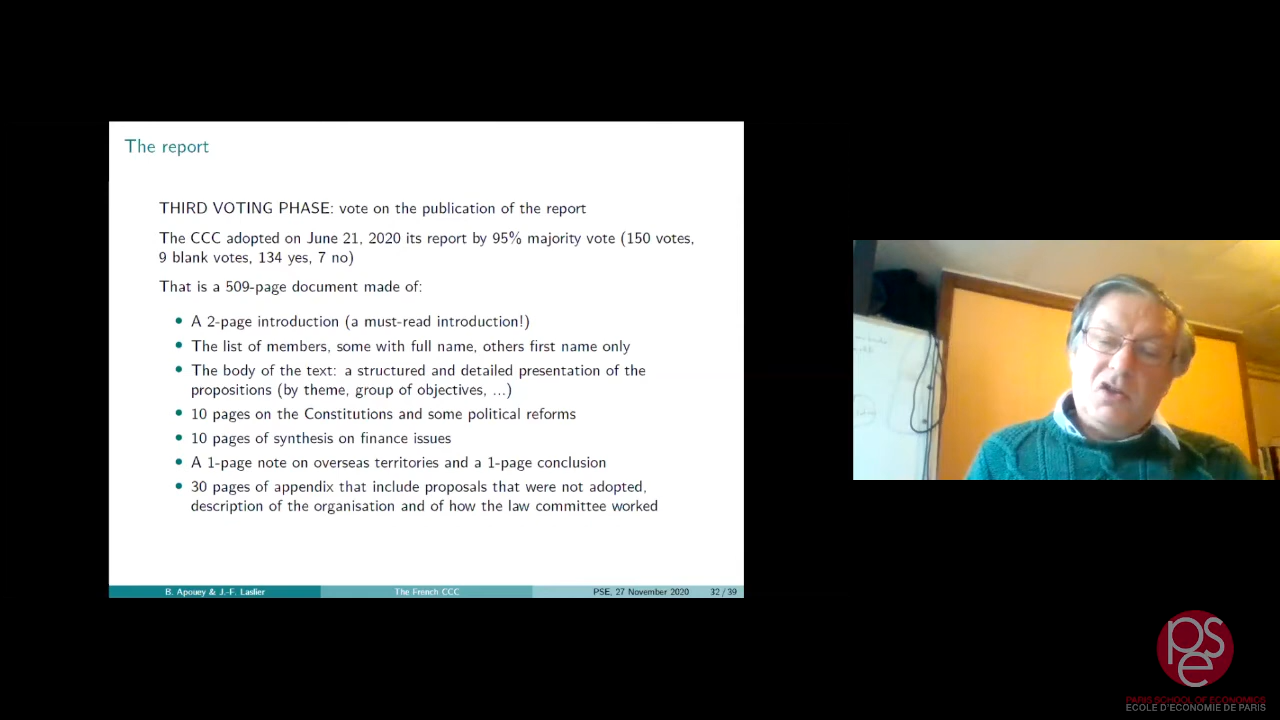 The report
THIRD VOTING PHASE: vote on the publication of the report
The CCC adopted on June 21, 2020 its report by 95% majority vote (150 votes,
9 blank votes, 134 yes, 7 no)
That is a 509-page document made of:
• A 2-page introduction (a must-read introduction!)
• The list of members, some with full name, others first name only
• The body of the text: a structured and detailed presentation of the
propositions (by theme, group of objectives, ...)
• 10 pages on the Constitutions and some political reforms
• 10 pages of synthesis on finance issues
• A 1-page note on overseas territories and a 1-page conclusion
• 30 pages of appendix that include proposals that were not adopted,
description of the organisation and of how the law committee worked
B. Apouey & J.-F. Laslier The French CCC PSE, 27 November 2020 32 / 39
pse
PARIS SCHOOL OF ECONOMICS
ECOLE D'ECONOMIE DE PARIS